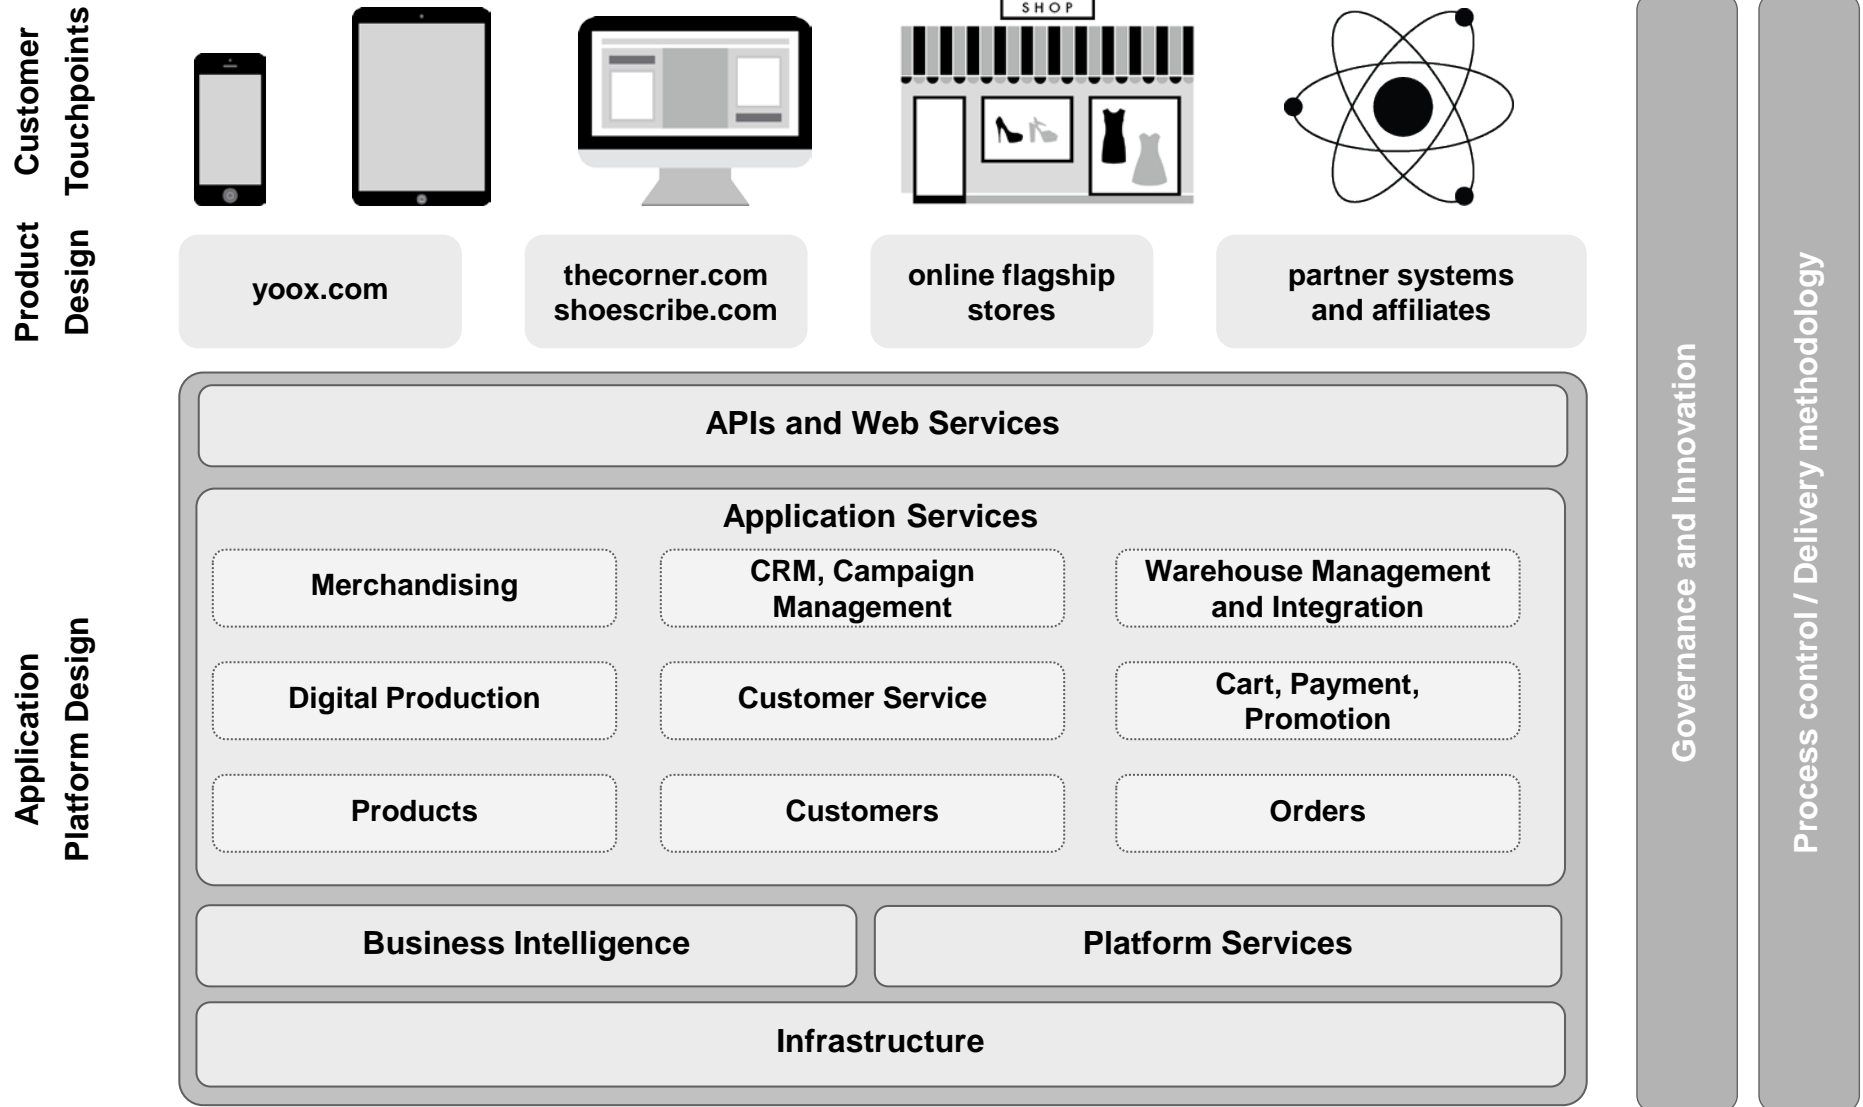 SHOP
Customer
Touchpoints
Product
Design
yoox.com
thecorner.com
shoescribe.com
online flagship
stores
partner systems
and affiliates
Application
Platform Design
APIs and Web Services
Application Services
Merchandising
CRM, Campaign
Management
Warehouse Management
and Integration
Digital Production
Customer Service
Cart, Payment,
Promotion
Products
Customers
Orders
Business Intelligence
Platform Services
Infrastructure
Governance and Innovation
Process control / Delivery methodology